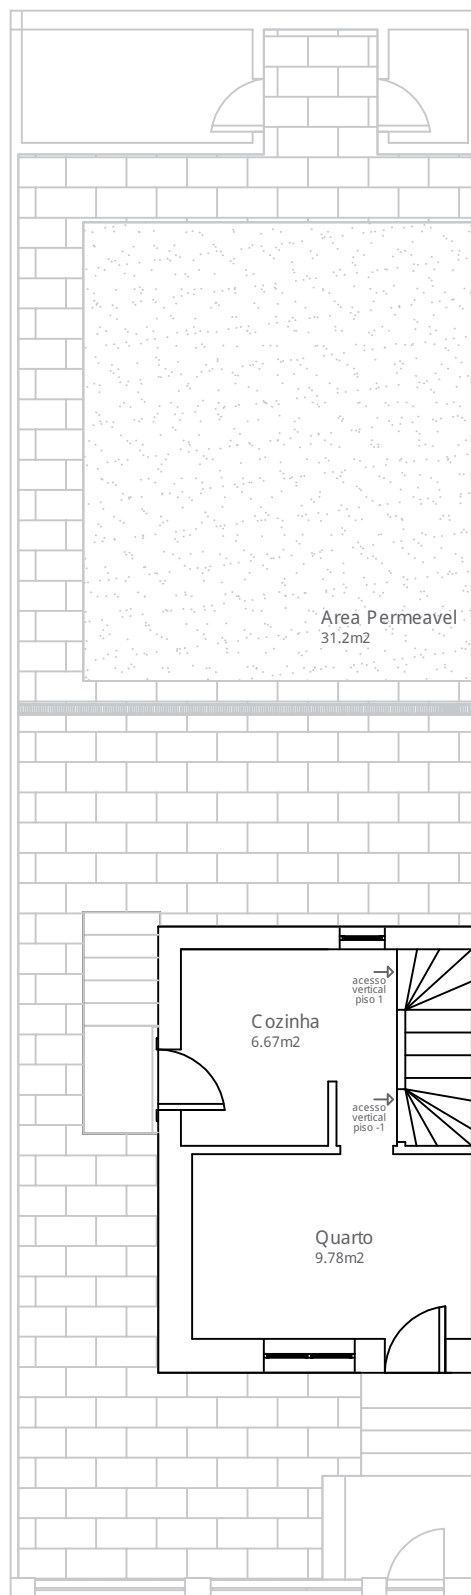 Area Permeavel
31.2m2
acesso
vertical
piso 1
Cozinha
6.67m2
acesso
vertical
piso -1
Quarto
9.78m2